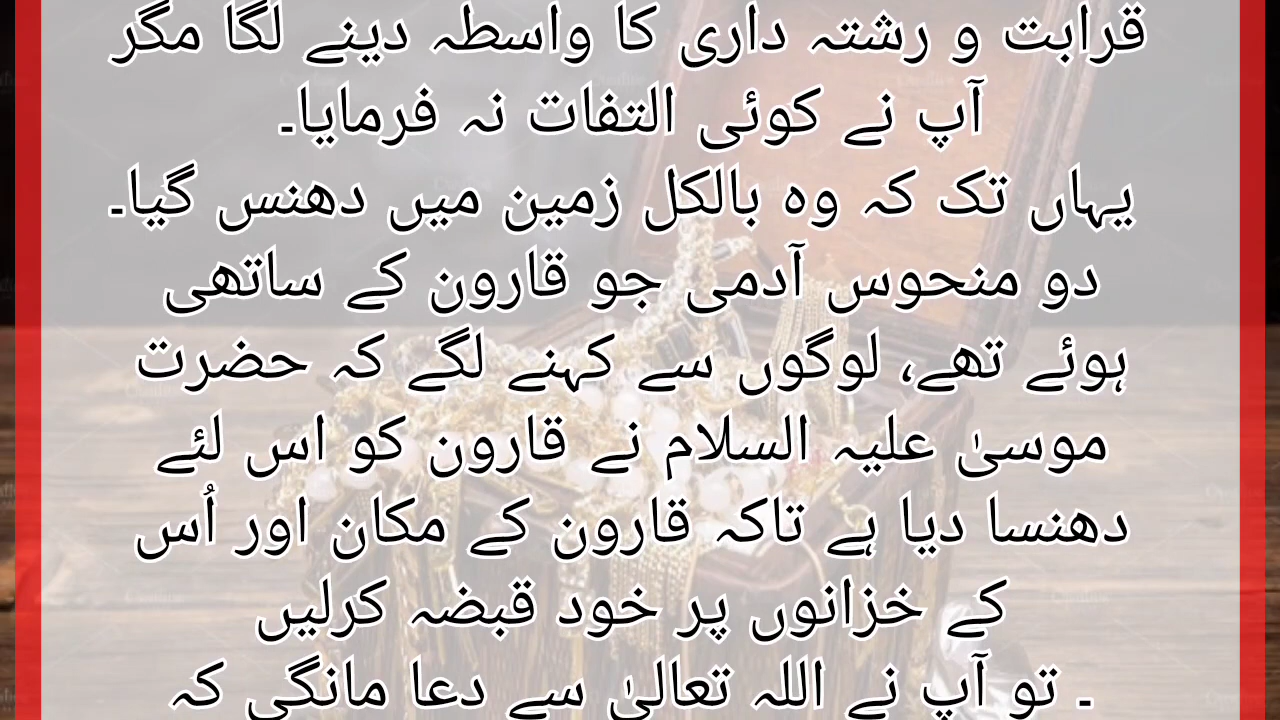 قرابت و رشتہ داری کا واسطہ دینے لگا مگر
آپ نے کوئی التفات نہ فرمایا۔
یہاں تک کہ وہ بالکل زمین میں دھنس گیا۔
دو منحوس آدمی جو قارون کے ساتھی
ہوئے تھے، لوگوں سے کہنے لگے کہ حضرت
موسیٰ علیہ السلام نے قارون کو اس لئے
دھنسا دیا ہے تاکہ قارون کے مکان اور اُس
کے خزانوں پر خود قبضہ کرلیں
۔ تو آپ نے اللہ تعالیٰ سے دعا مانگی کہ